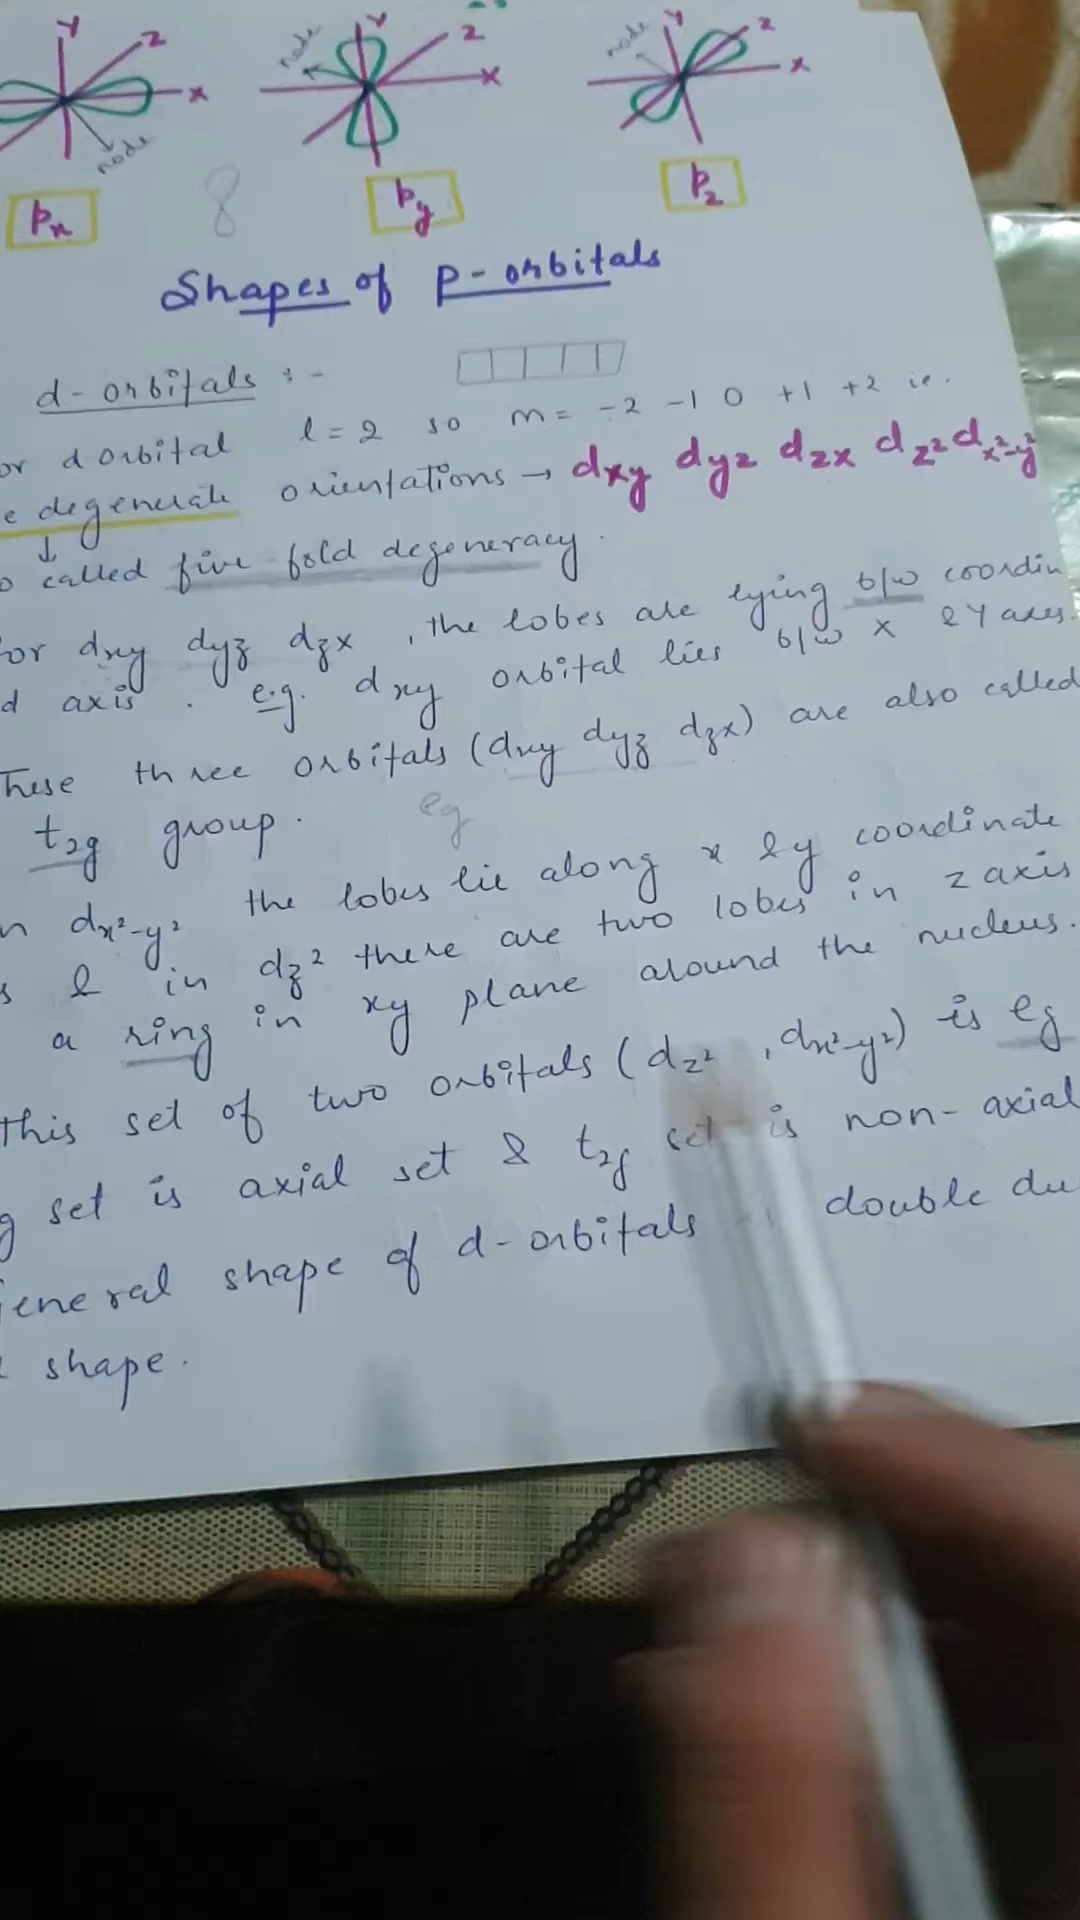 Y Z X node
node Y Z X
node Y Z X
Px Py Pz
8
Shapes of p-orbitals
d-orbitals :-
or d orbital l = 2 so m = -2 -1 0 +1 +2 i.e.
e degenerate orientations → dxy dyz dzx dz² dx²-y²
↓
o called five fold degeneracy.
or dxy dyz dzx , the lobes are lying b/w coordin
d axis . e.g. dxy orbital lies b/w X & Y axes.
These three orbitals (dxy dyz dzx) are also called
t2g group. eg
n dx²-y² the lobes lie along x & y coordinate
s & in dz² there are two lobes in z axis
a ring in xy plane around the nucleus.
this set of two orbitals (dz² , dx²-y²) is eg
g set is axial set & t2g set is non-axial
General shape of d-orbitals double du
shape.